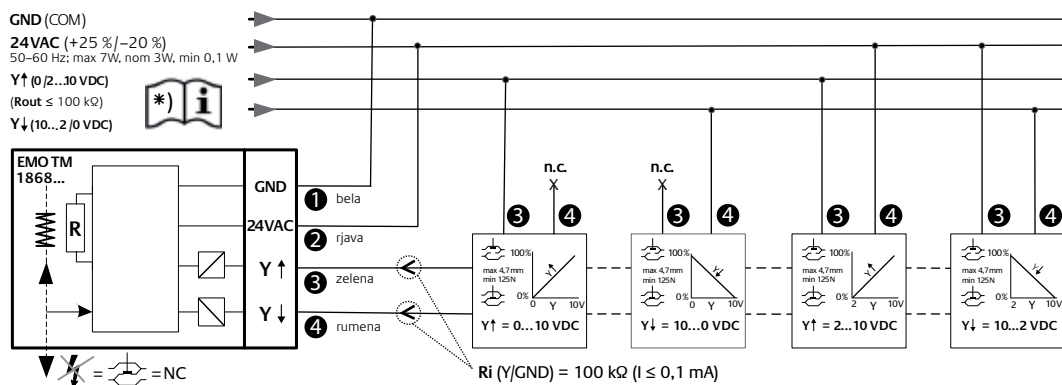 GND (COM)
24VAC (+25 %/–20 %)
50–60 Hz; max 7W, nom 3W, min 0,1 W
Y↑ (0/2...10 VDC)
(Rout ≤ 100 kΩ)
Y↓ (10...2/0 VDC)
*) i
EMO TM
1868...
R
GND
24VAC
Y ↑
Y ↓
1 bela
2 rjava
3 zelena
4 rumena
n.c.
X
n.c.
X
3 4
3 4
3 4
3 4
100%
max 4,7mm
min 125N
0%
Y↑
0 Y 10V
Y↑ = 0...10 VDC
100%
max 4,7mm
min 125N
0%
Y↓
0 Y 10V
Y↓ = 10...0 VDC
100%
max 4,7mm
min 125N
0%
Y↑
2 Y 10V
Y↑ = 2...10 VDC
100%
max 4,7mm
min 125N
0%
Y↓
2 Y 10V
Y↓ = 10...2 VDC
= = NC
Ri (Y/GND) = 100 kΩ (I ≤ 0,1 mA)